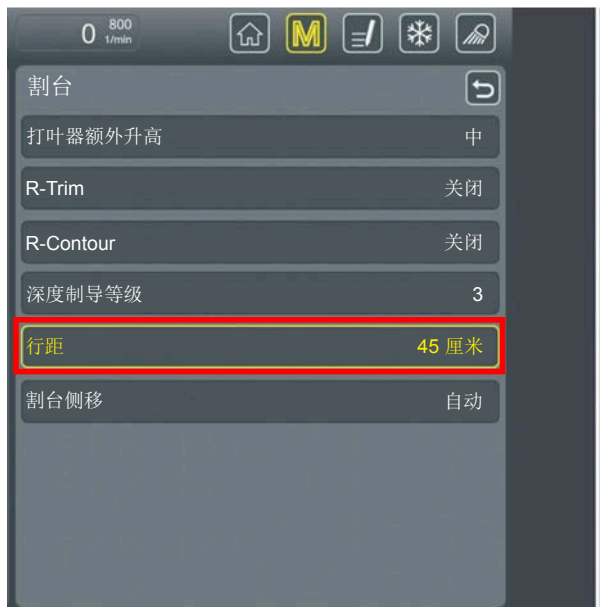 0 800
1/min
M
割台
打叶器额外升高 中
R-Trim 关闭
R-Contour 关闭
深度制导等级 3
行距 45 厘米
割台侧移 自动